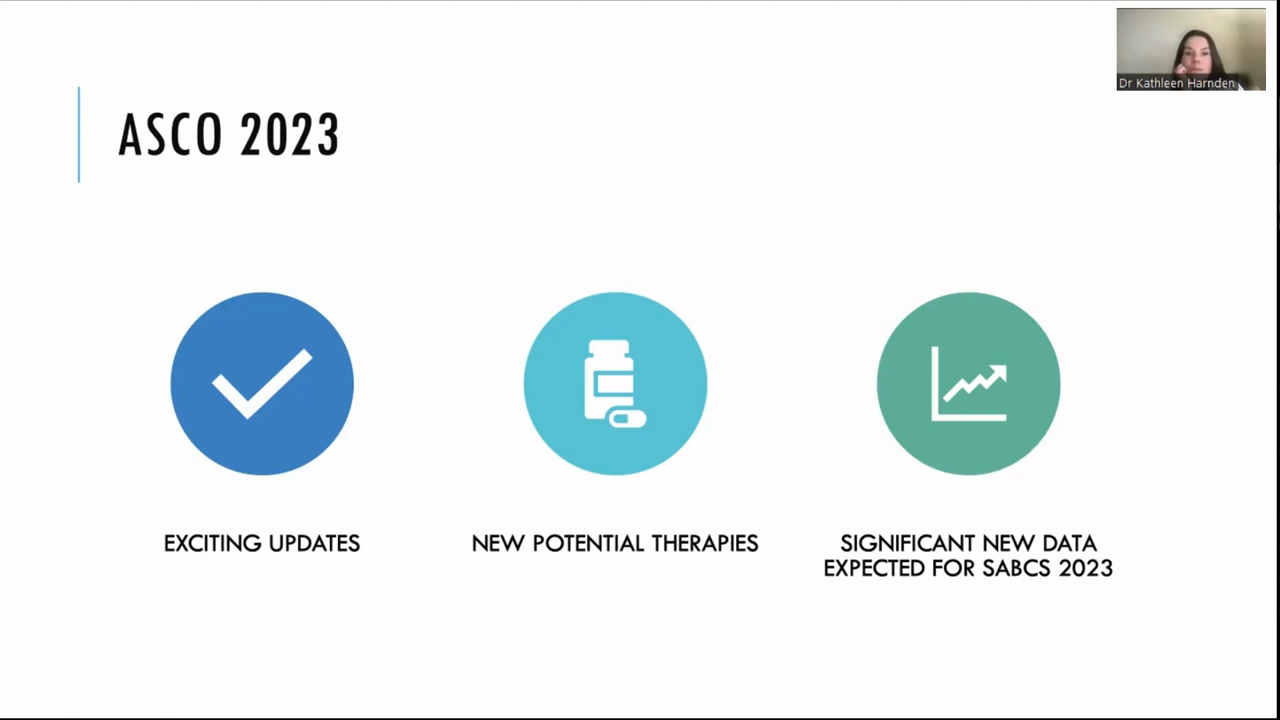 Dr Kathleen Harnden
ASCO 2023
EXCITING UPDATES
NEW POTENTIAL THERAPIES
SIGNIFICANT NEW DATA
EXPECTED FOR SABCS 2023